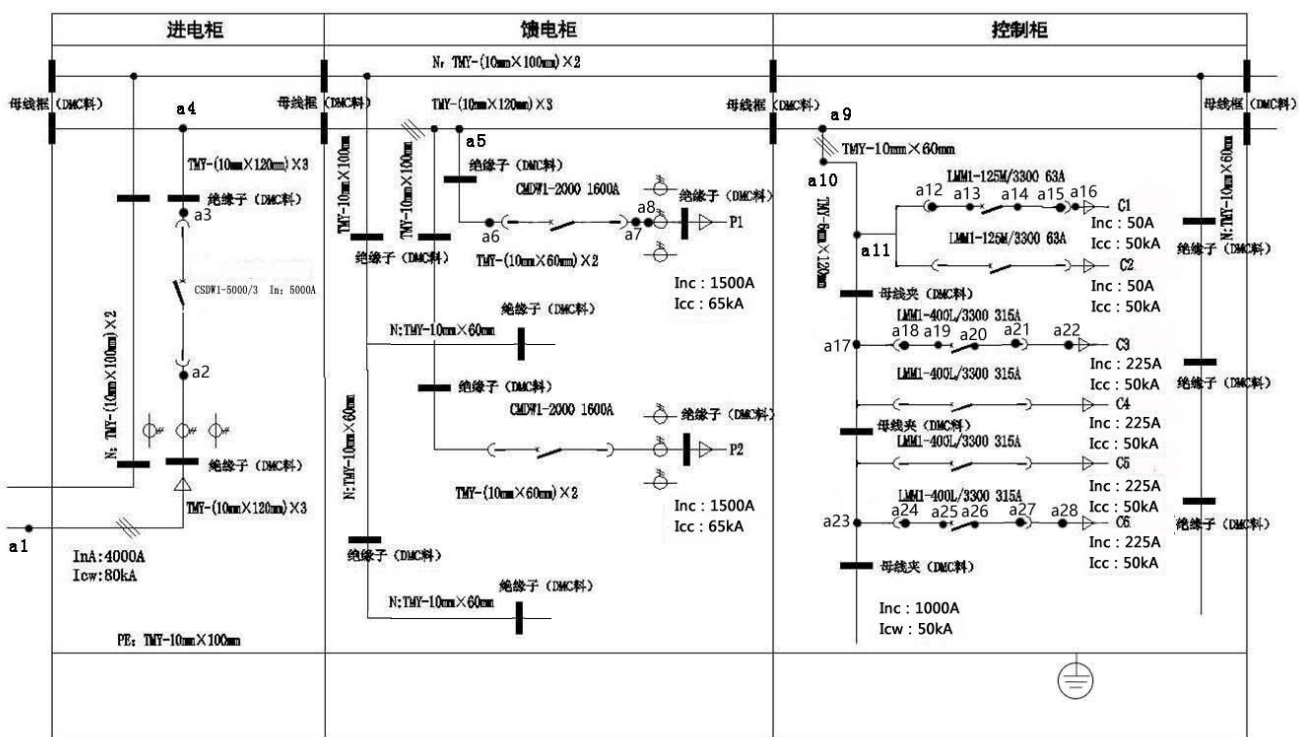 进电柜
馈电柜
控制柜
N: TMY-(10mm×100mm)×2
母线框 (DMC料)
a4
母线框 (DMC料)
TMY-(10mm×120mm)×3
母线框 (DMC料)
a9
母线框 (DMC料)
a5
TMY-(10mm×120mm)×3
绝缘子 (DMC料)
a3
CSDW1-5000/3 In: 5000A
a2
N: TMY-(10mm×100mm)×2
绝缘子 (DMC料)
TMY-(10mm×120mm)×3
a1
InA:4000A
Icw:80kA
PE: TMY-10mm×100mm
TMY-10mm×100mm
TMY-10mm×100mm
绝缘子 (DMC料)
CMDW1-2000 1600A
绝缘子 (DMC料)
a6
a7
a8
P1
绝缘子 (DMC料)
TMY-(10mm×60mm)×2
Inc : 1500A
Icc : 65kA
绝缘子 (DMC料)
N:TMY-10mm×60mm
绝缘子 (DMC料)
CMDW1-2000 1600A
绝缘子 (DMC料)
P2
N:TMY-10mm×60mm
TMY-(10mm×60mm)×2
Inc : 1500A
Icc : 65kA
绝缘子 (DMC料)
绝缘子 (DMC料)
N:TMY-10mm×60mm
TMY-10mm×60mm
a10
TMY-6mm×120mm
LMM1-125M/3300 63A
a12
a13
a14
a15
a16
C1
Inc : 50A
Icc : 50kA
a11
LMM1-125M/3300 63A
C2
Inc : 50A
Icc : 50kA
N:TMY-10mm×60mm
绝缘子 (DMC料)
母线夹 (DMC料)
LMM1-400L/3300 315A
a17
a18
a19
a20
a21
a22
C3
Inc : 225A
Icc : 50kA
LMM1-400L/3300 315A
绝缘子 (DMC料)
C4
Inc : 225A
Icc : 50kA
母线夹 (DMC料)
LMM1-400L/3300 315A
C5
Inc : 225A
Icc : 50kA
LMM1-400L/3300 315A
a23
a24
a25
a26
a27
a28
C6
Inc : 225A
Icc : 50kA
绝缘子 (DMC料)
母线夹 (DMC料)
Inc : 1000A
Icw : 50kA